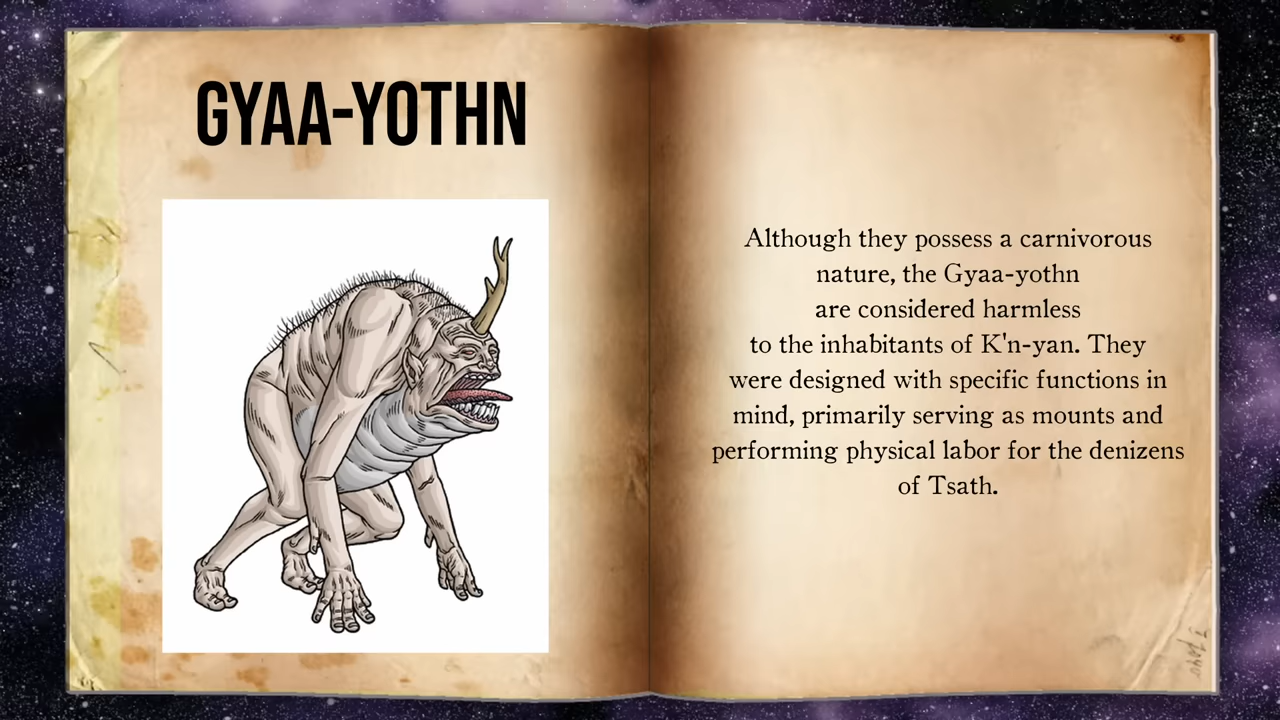 GYAA-YOTHN
Although they possess a carnivorous
nature, the Gyaa-yothn
are considered harmless
to the inhabitants of K'n-yan. They
were designed with specific functions in
mind, primarily serving as mounts and
performing physical labor for the denizens
of Tsath.